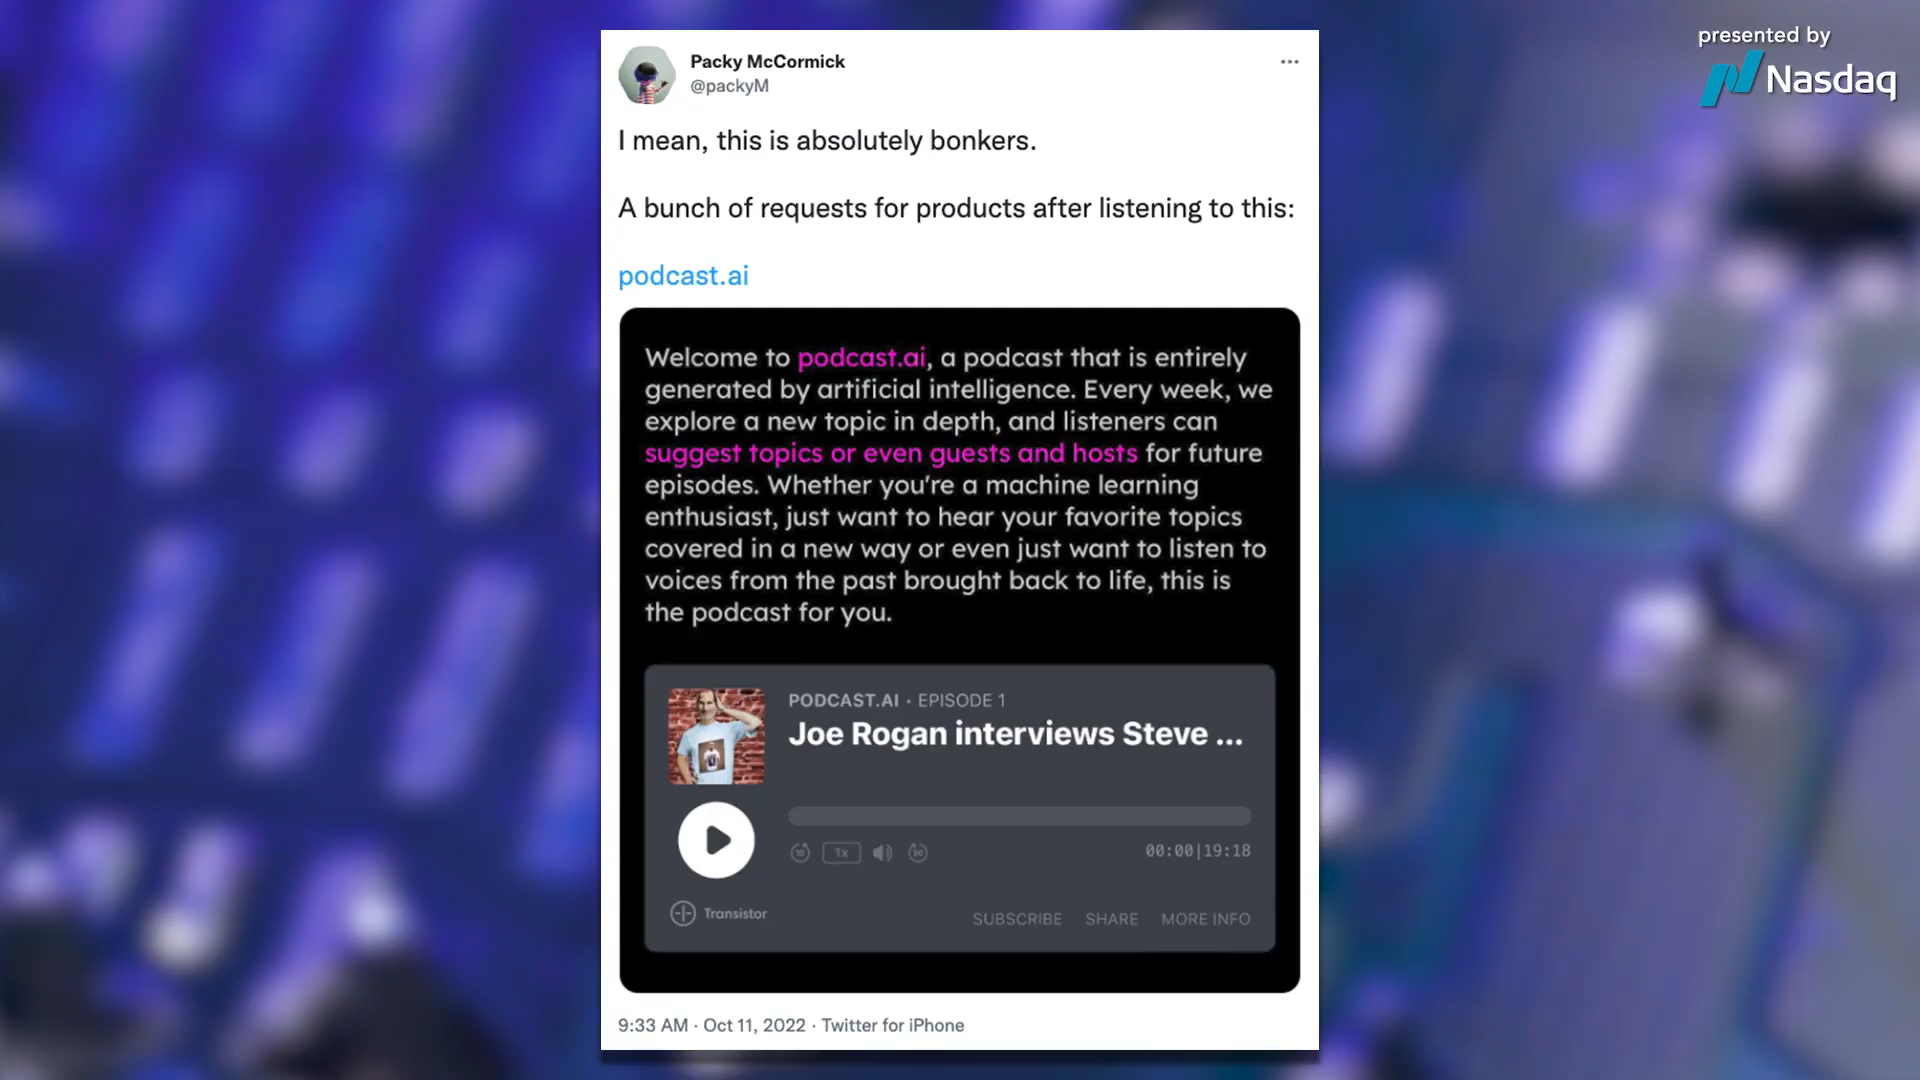 presented by
Nasdaq
Packy McCormick
@packyM
I mean, this is absolutely bonkers.
A bunch of requests for products after listening to this:
podcast.ai
Welcome to podcast.ai, a podcast that is entirely
generated by artificial intelligence. Every week, we
explore a new topic in depth, and listeners can
suggest topics or even guests and hosts for future
episodes. Whether you're a machine learning
enthusiast, just want to hear your favorite topics
covered in a new way or even just want to listen to
voices from the past brought back to life, this is
the podcast for you.
PODCAST.AI · EPISODE 1
Joe Rogan interviews Steve ...
1x
00:00|19:18
Transistor
SUBSCRIBE SHARE MORE INFO
9:33 AM · Oct 11, 2022 · Twitter for iPhone